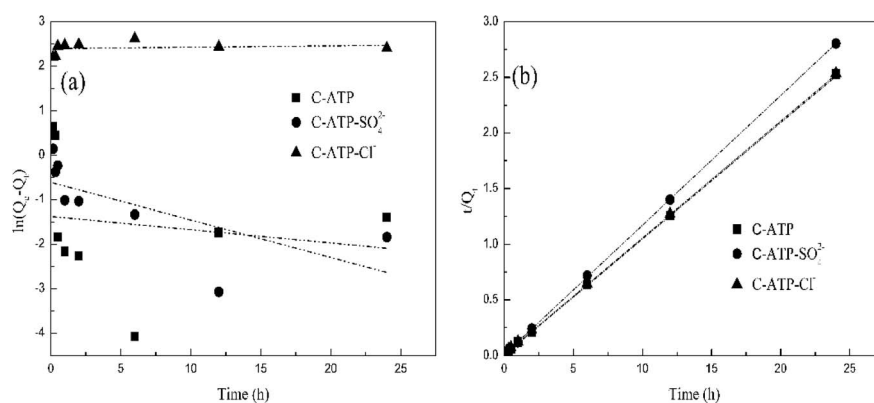 3
2
1
0
-1
-2
-3
-4
0
5
10
15
20
25
ln(Qe-Qt)
Time (h)
(a)
C-ATP
C-ATP-SO₄²⁻
C-ATP-Cl⁻
3.0
2.5
2.0
1.5
1.0
0.5
0.0
0
5
10
15
20
25
t/Qt
Time (h)
(b)
C-ATP
C-ATP-SO₄²⁻
C-ATP-Cl⁻